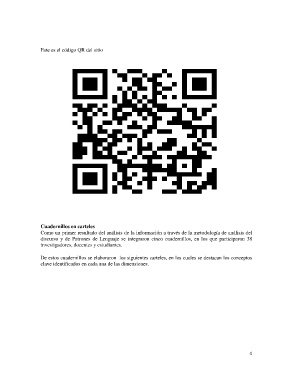 Este es el código QR del sitio
Cuadernillos en carteles
Como un primer resultado del análisis de la información a través de la metodología de análisis del
discurso y de Patrones de Lenguaje se integraron cinco cuadernillos, en los que participaron 38
investigadores, docentes y estudiantes.
De estos cuadernillos se elaboraron los siguientes carteles, en los cuales se destacan los conceptos
clave identificados en cada una de las dimensiones.